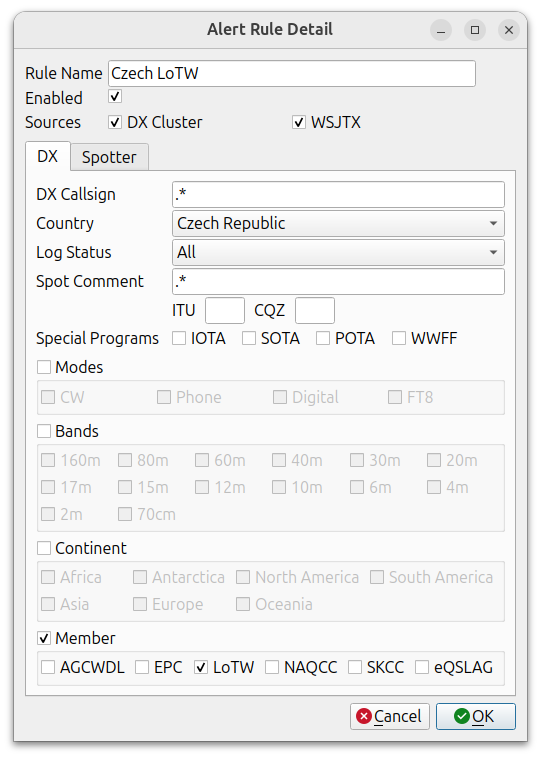 Alert Rule Detail
Rule Name Czech LoTW
Enabled
Sources DX Cluster WSJTX
DX Spotter
DX Callsign .*
Country Czech Republic
Log Status All
Spot Comment .*
ITU CQZ
Special Programs IOTA SOTA POTA WWFF
Modes
CW Phone Digital FT8
Bands
160m 80m 60m 40m 30m 20m
17m 15m 12m 10m 6m 4m
2m 70cm
Continent
Africa Antarctica North America South America
Asia Europe Oceania
Member
AGCWDL EPC LoTW NAQCC SKCC eQSLAG
Cancel OK